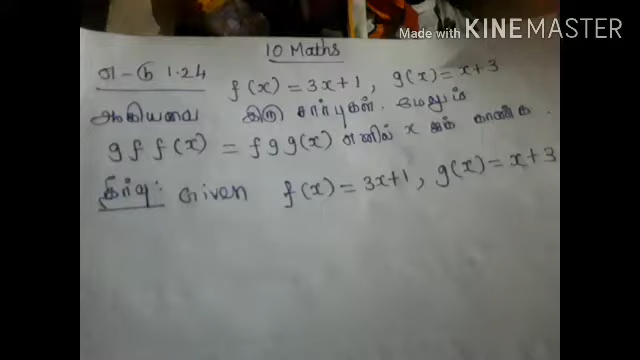 Made with KINEMASTER
10 Maths
எ-டு 1.24 f(x) = 3x+1, g(x) = x+3
ஆகியவை இரு சார்புகள். மேலும்
gff(x) = fgg(x) எனில் x ஐக் காண்க.
தீர்வு: Given f(x) = 3x+1, g(x) = x+3